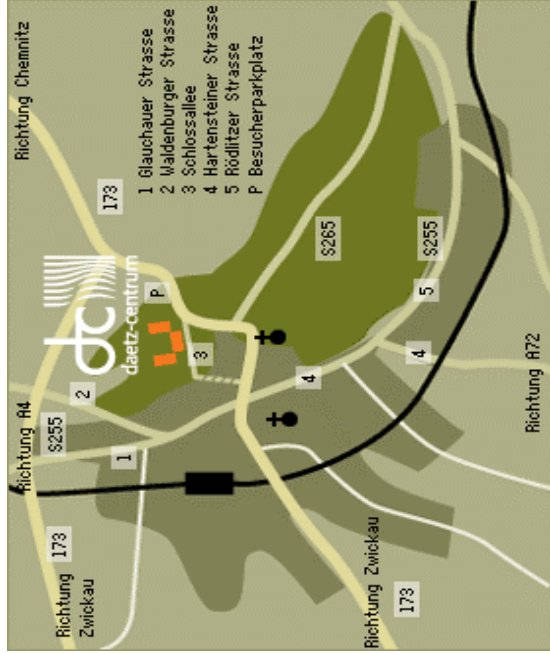 Richtung Chemnitz
173
1 Glauchauer Strasse
2 Waldenburger Strasse
3 Schlossallee
4 Hartensteiner Strasse
5 Rödlitzer Strasse
P Besucherparkplatz
dc
daetz-centrum
P
3
2
S255
Richtung A4
1
173
Richtung
Zwickau
S265
S255
5
4
4
Richtung A72
Richtung Zwickau
173